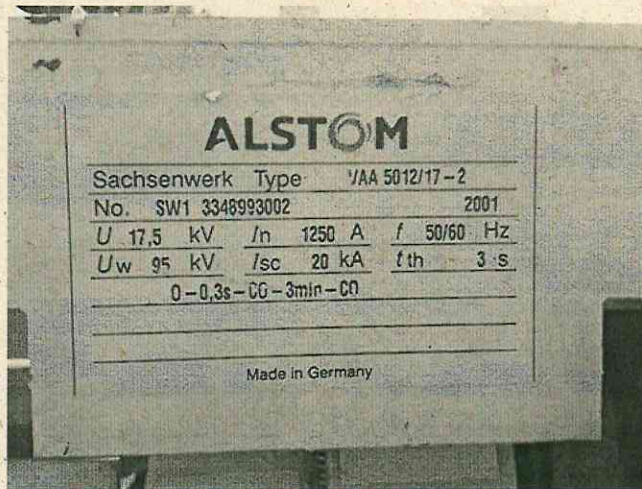 ALSTOM
Sachsenwerk Type VAA 5012/17-2
No. SW1 3348993002 2001
U 17,5 kV In 1250 A f 50/60 Hz
Uw 95 kV Isc 20 kA tth 3 s
O-0,3s-CO-3min-CO
Made in Germany